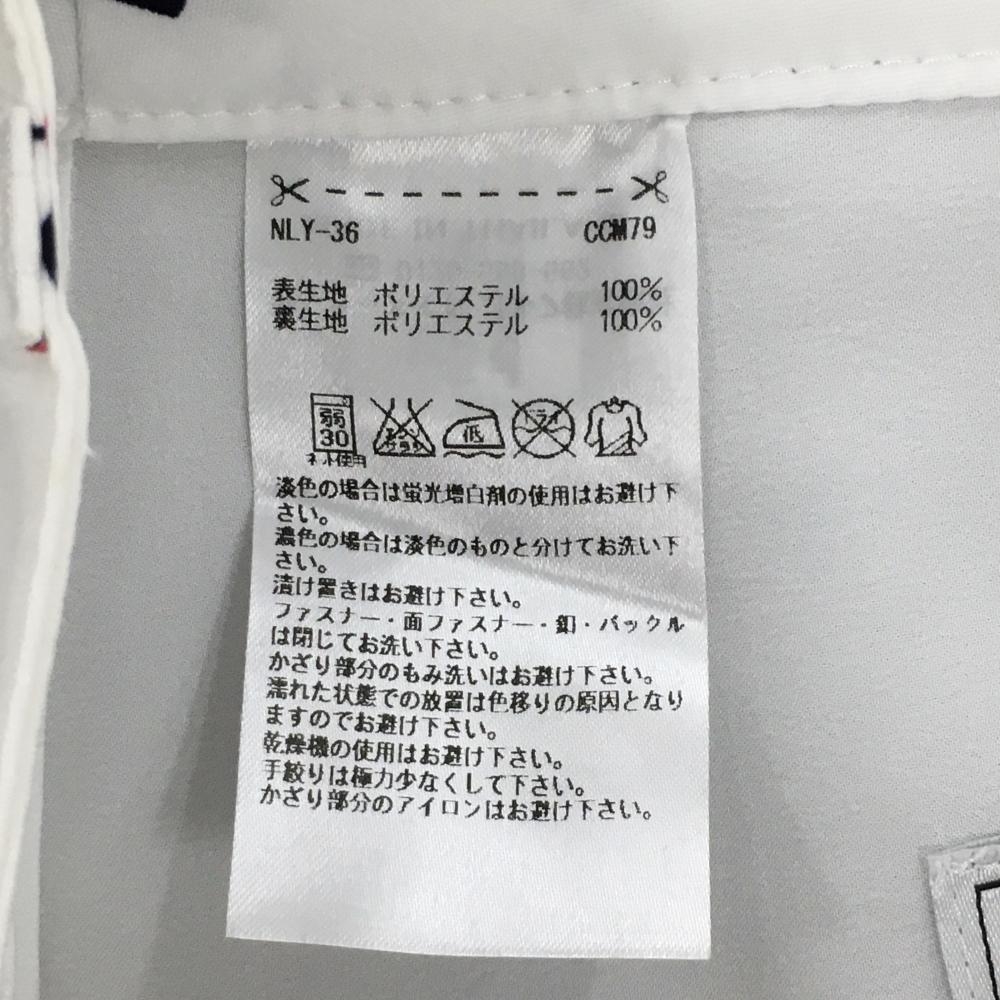 NLY-36 CCM79
表生地 ポリエステル 100%
裏生地 ポリエステル 100%
弱
30
ネット使用
エンソ
サラシ
低
ドライ
淡色の場合は蛍光増白剤の使用はお避け下
さい。
濃色の場合は淡色のものと分けてお洗い下
さい。
漬け置きはお避け下さい。
ファスナー・面ファスナー・釦・バックル
は閉じてお洗い下さい。
かざり部分のもみ洗いはお避け下さい。
濡れた状態での放置は色移りの原因となり
ますのでお避け下さい。
乾燥機の使用はお避け下さい。
手絞りは極力少なくして下さい。
かざり部分のアイロンはお避け下さい。